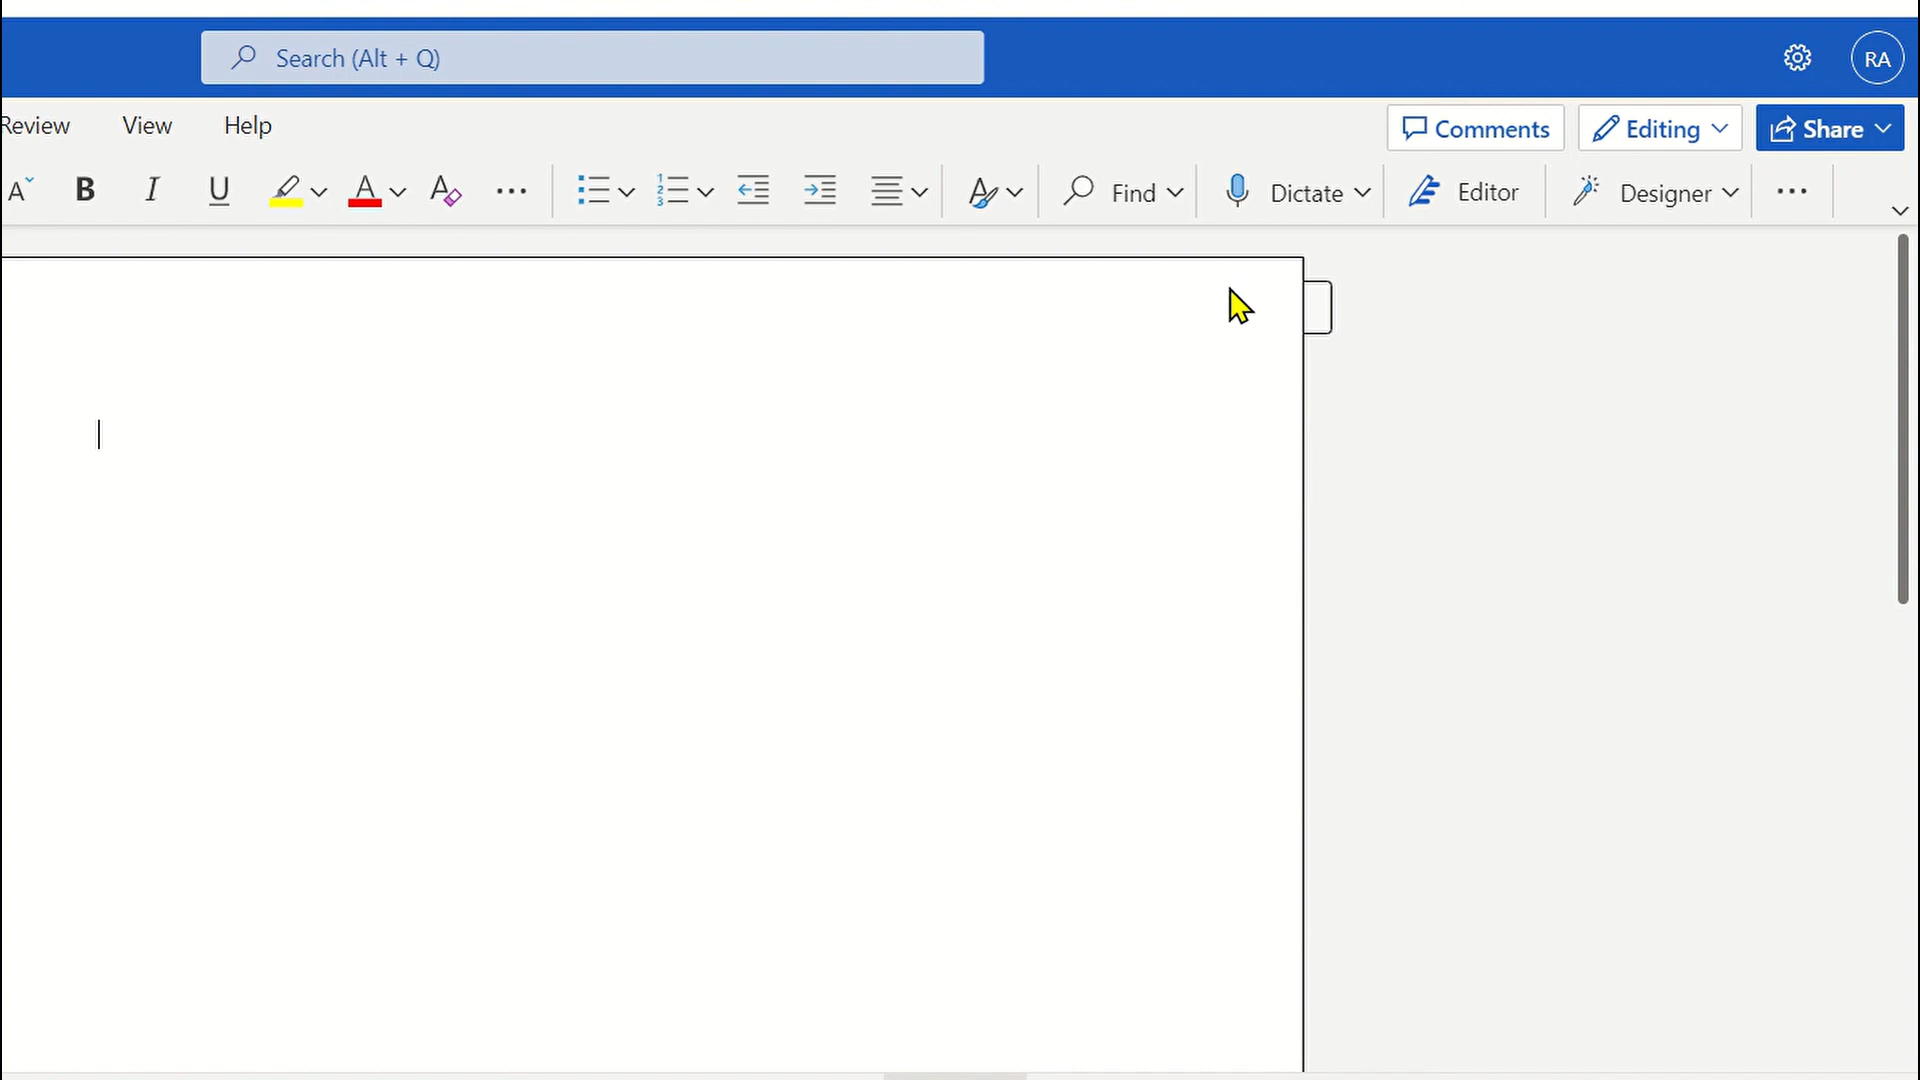 Search (Alt + Q)
RA
Review View Help
Comments Editing Share
A B I U A A Find Dictate Editor Designer